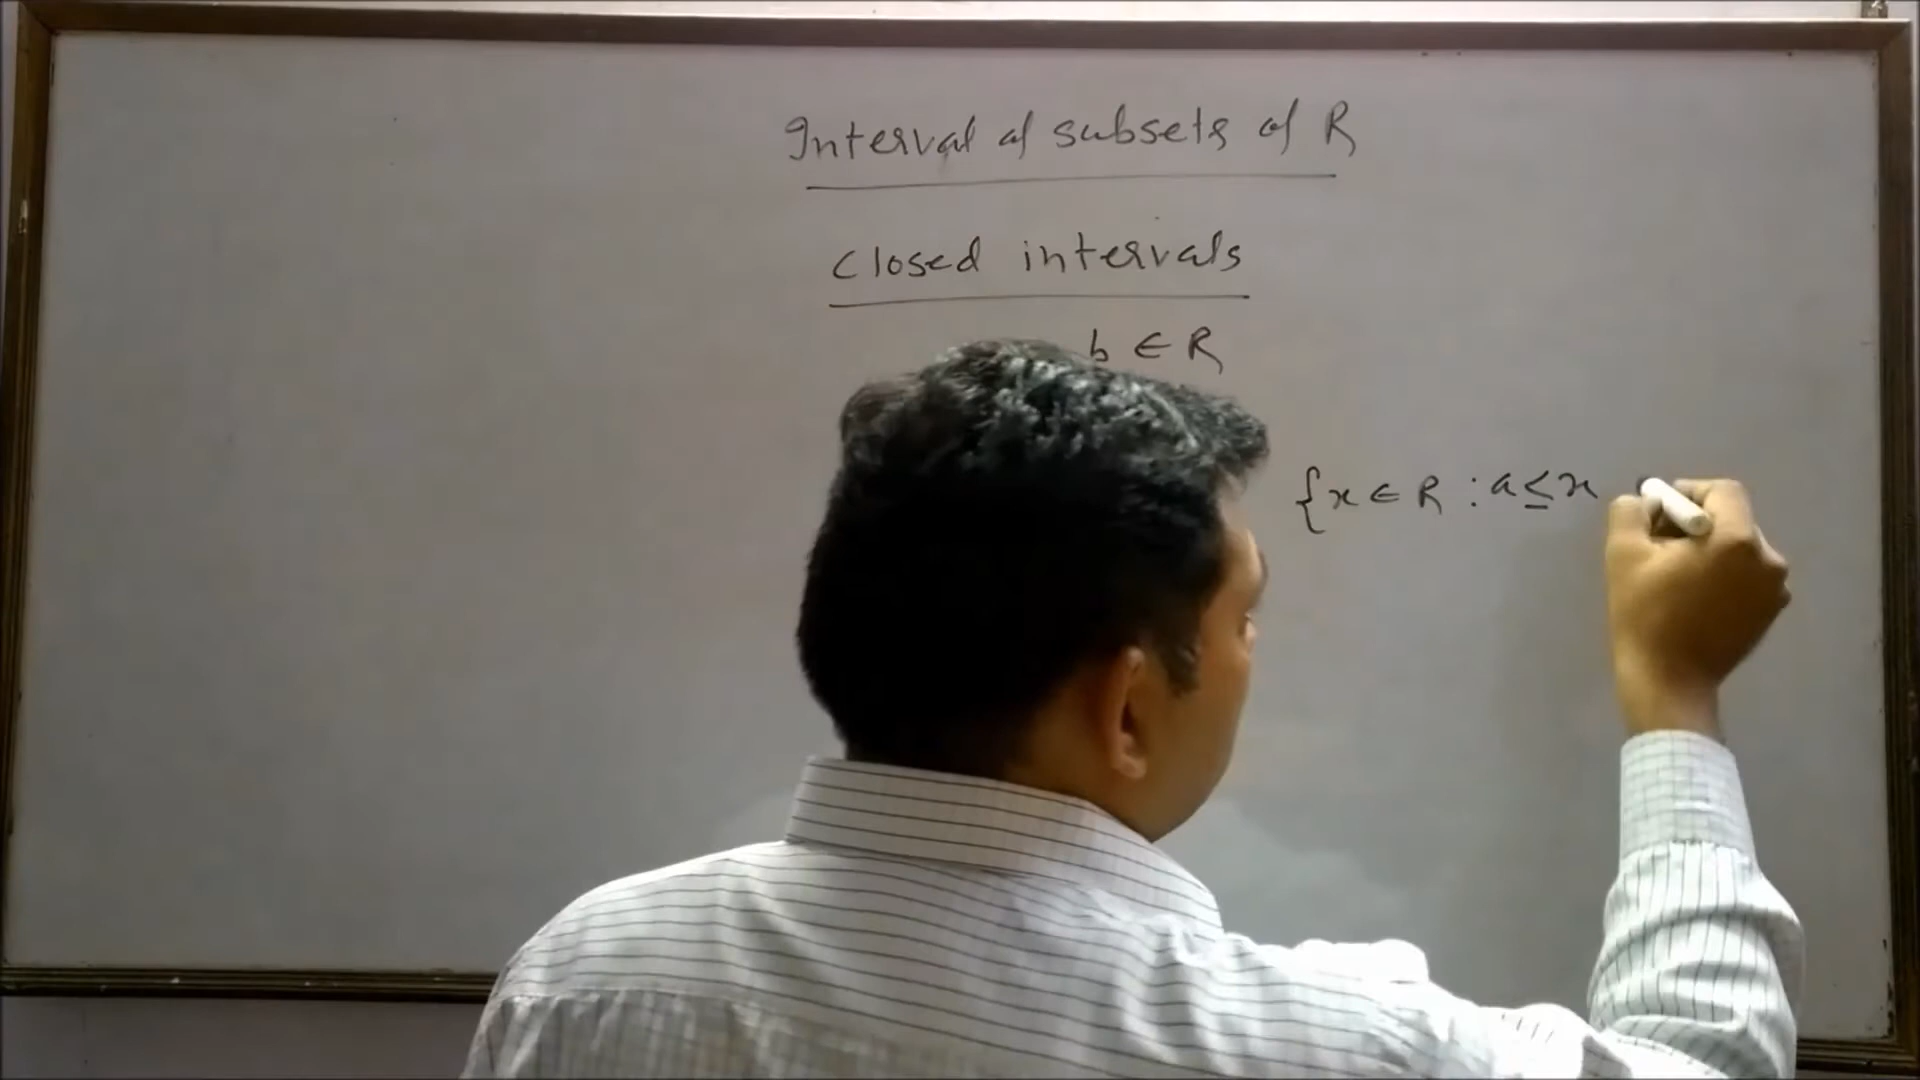 Interval of subsets of R
closed intervals
b ∈ R
{x ∈ R : a ≤ x